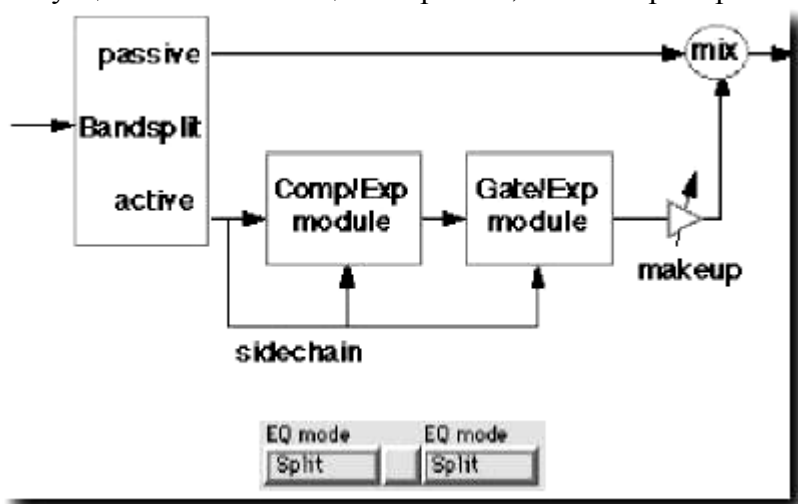 passive
mix
Bandsplit
active
Comp/Exp
module
Gate/Exp
module
makeup
sidechain
EQ mode EQ mode
Split Split